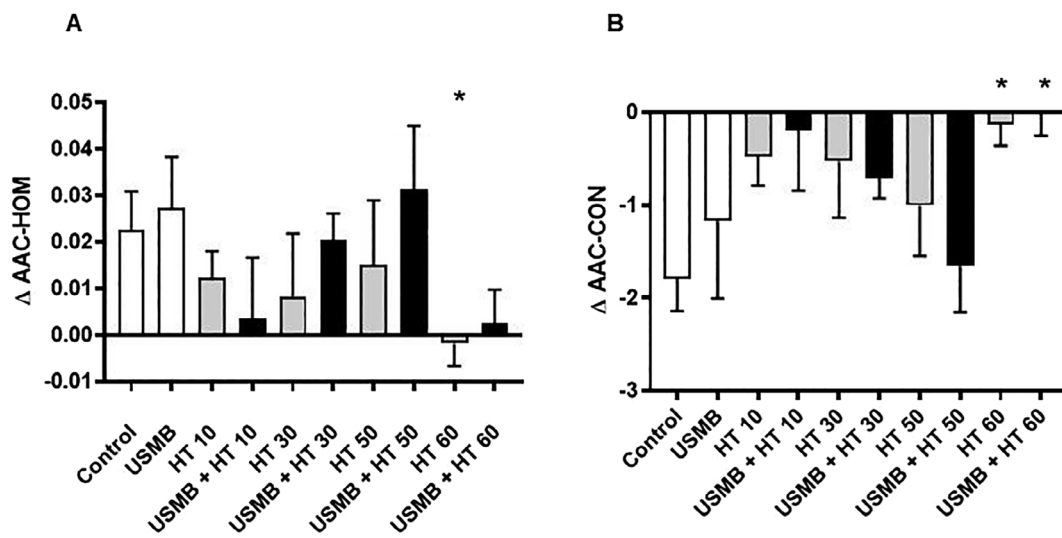 A
B
Δ AAC-HOM
0.05
0.04
0.03
0.02
0.01
0.00
-0.01
*
Control
USMB
HT 10
USMB + HT 10
HT 30
USMB + HT 30
HT 50
USMB + HT 50
HT 60
USMB + HT 60
Δ AAC-CON
0
-1
-2
-3
*
*
Control
USMB
HT 10
USMB + HT 10
HT 30
USMB + HT 30
HT 50
USMB + HT 50
HT 60
USMB + HT 60